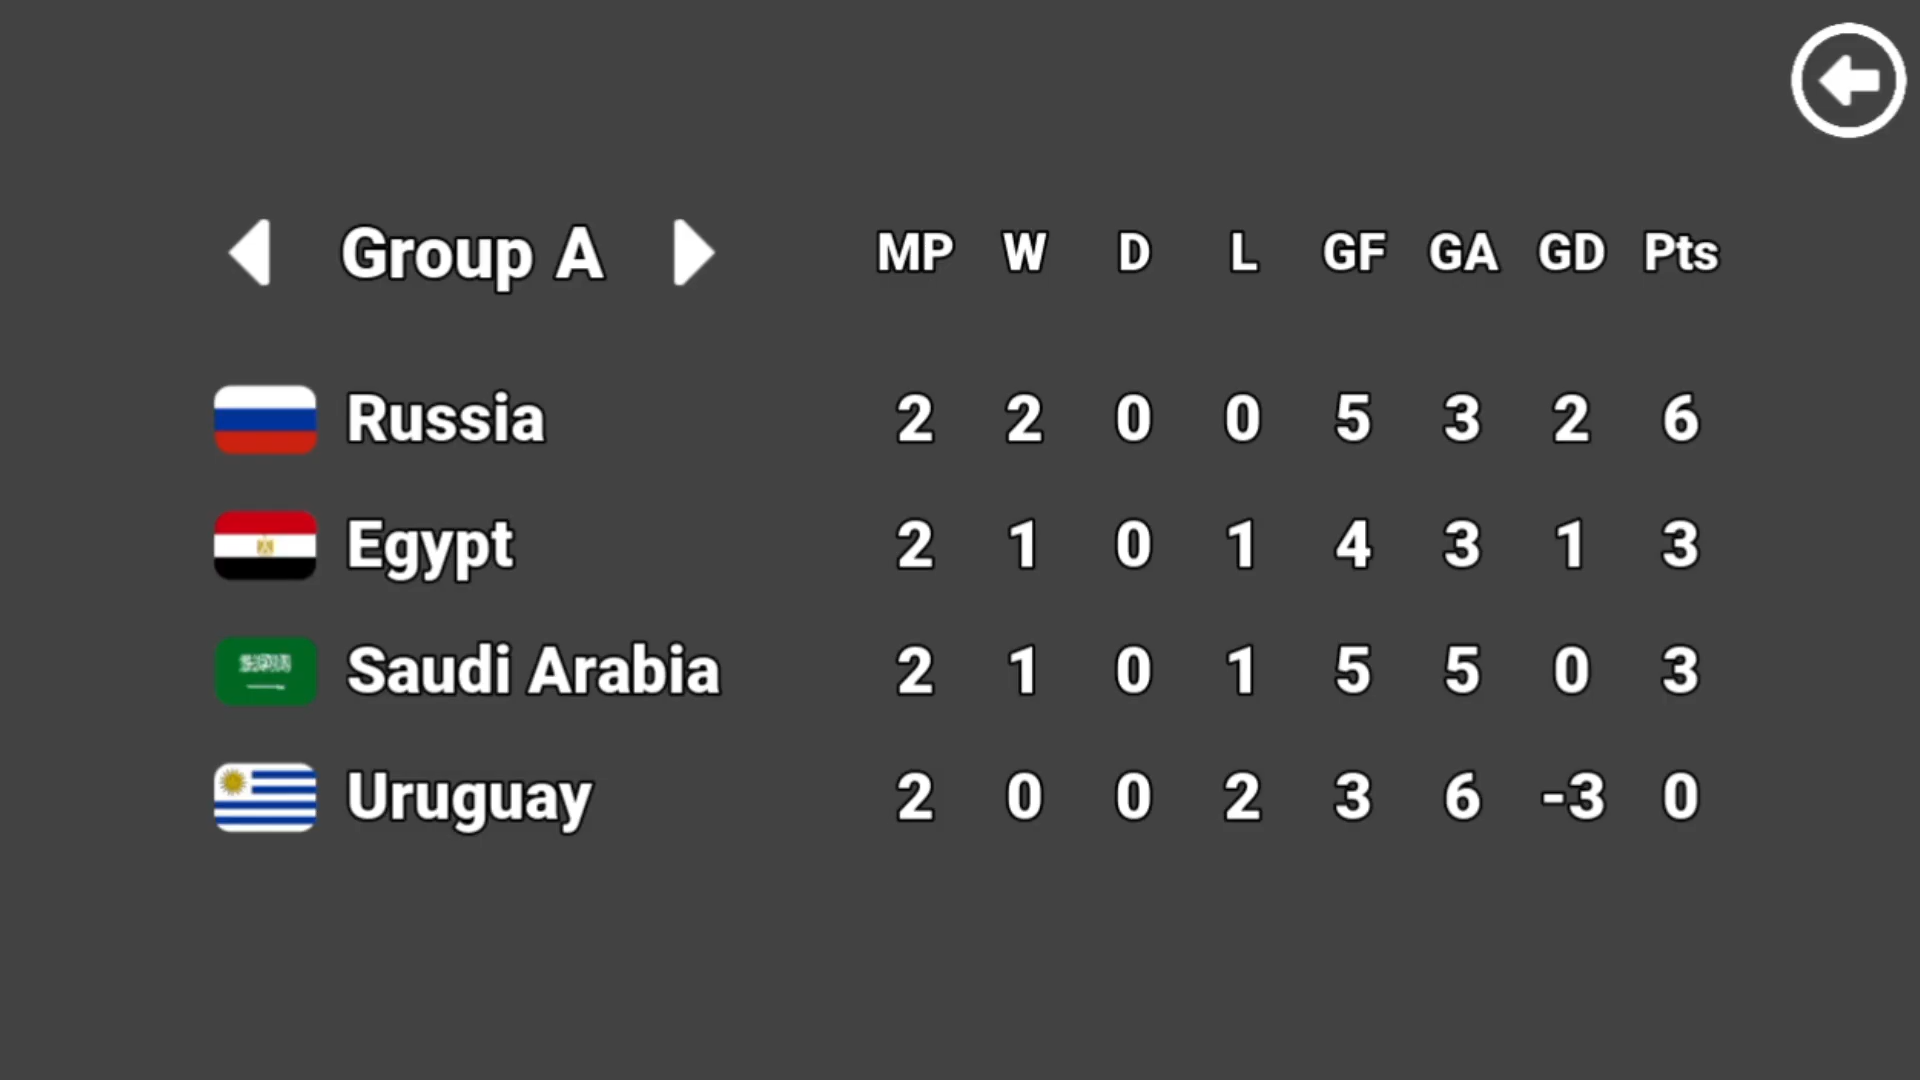 Group A MP W D L GF GA GD Pts
Russia 2 2 0 0 5 3 2 6
Egypt 2 1 0 1 4 3 1 3
Saudi Arabia 2 1 0 1 5 5 0 3
Uruguay 2 0 0 2 3 6 -3 0